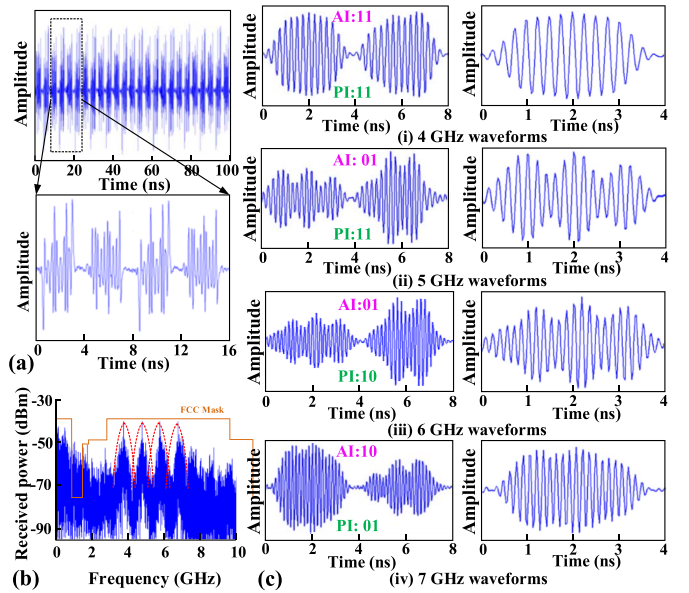 (a)
Amplitude
0 20 40 60 80 100
Time (ns)
Amplitude
0 4 8 12 16
Time (ns)
(b)
Received power (dBm)
-30
-50
-70
-90
FCC Mask
0 2 4 6 8 10
Frequency (GHz)
(c)
Amplitude
AI:11
PI:11
0 2 4 6 8
Time (ns)
Amplitude
0 1 2 3 4
Time (ns)
(i) 4 GHz waveforms
Amplitude
AI: 01
PI:11
0 2 4 6 8
Time (ns)
Amplitude
0 1 2 3 4
Time (ns)
(ii) 5 GHz waveforms
Amplitude
AI:01
PI:10
0 2 4 6 8
Time (ns)
Amplitude
0 1 2 3 4
Time (ns)
(iii) 6 GHz waveforms
Amplitude
AI:10
PI: 01
0 2 4 6 8
Time (ns)
Amplitude
0 1 2 3 4
Time (ns)
(iv) 7 GHz waveforms